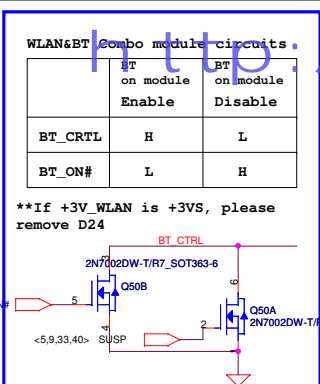 WLAN&BT Combo module circuits
http:
BT
on module
Enable
BT
on module
Disable
BT_CRTL H L
BT_ON# L H
**If +3V_WLAN is +3VS, please
remove D24
BT_CTRL
3
2N7002DW-T/R7_SOT363-6
6
Q50B
5
Q50A
2N7002DW-T/
2
4
<5,9,33,40> SUSP
1